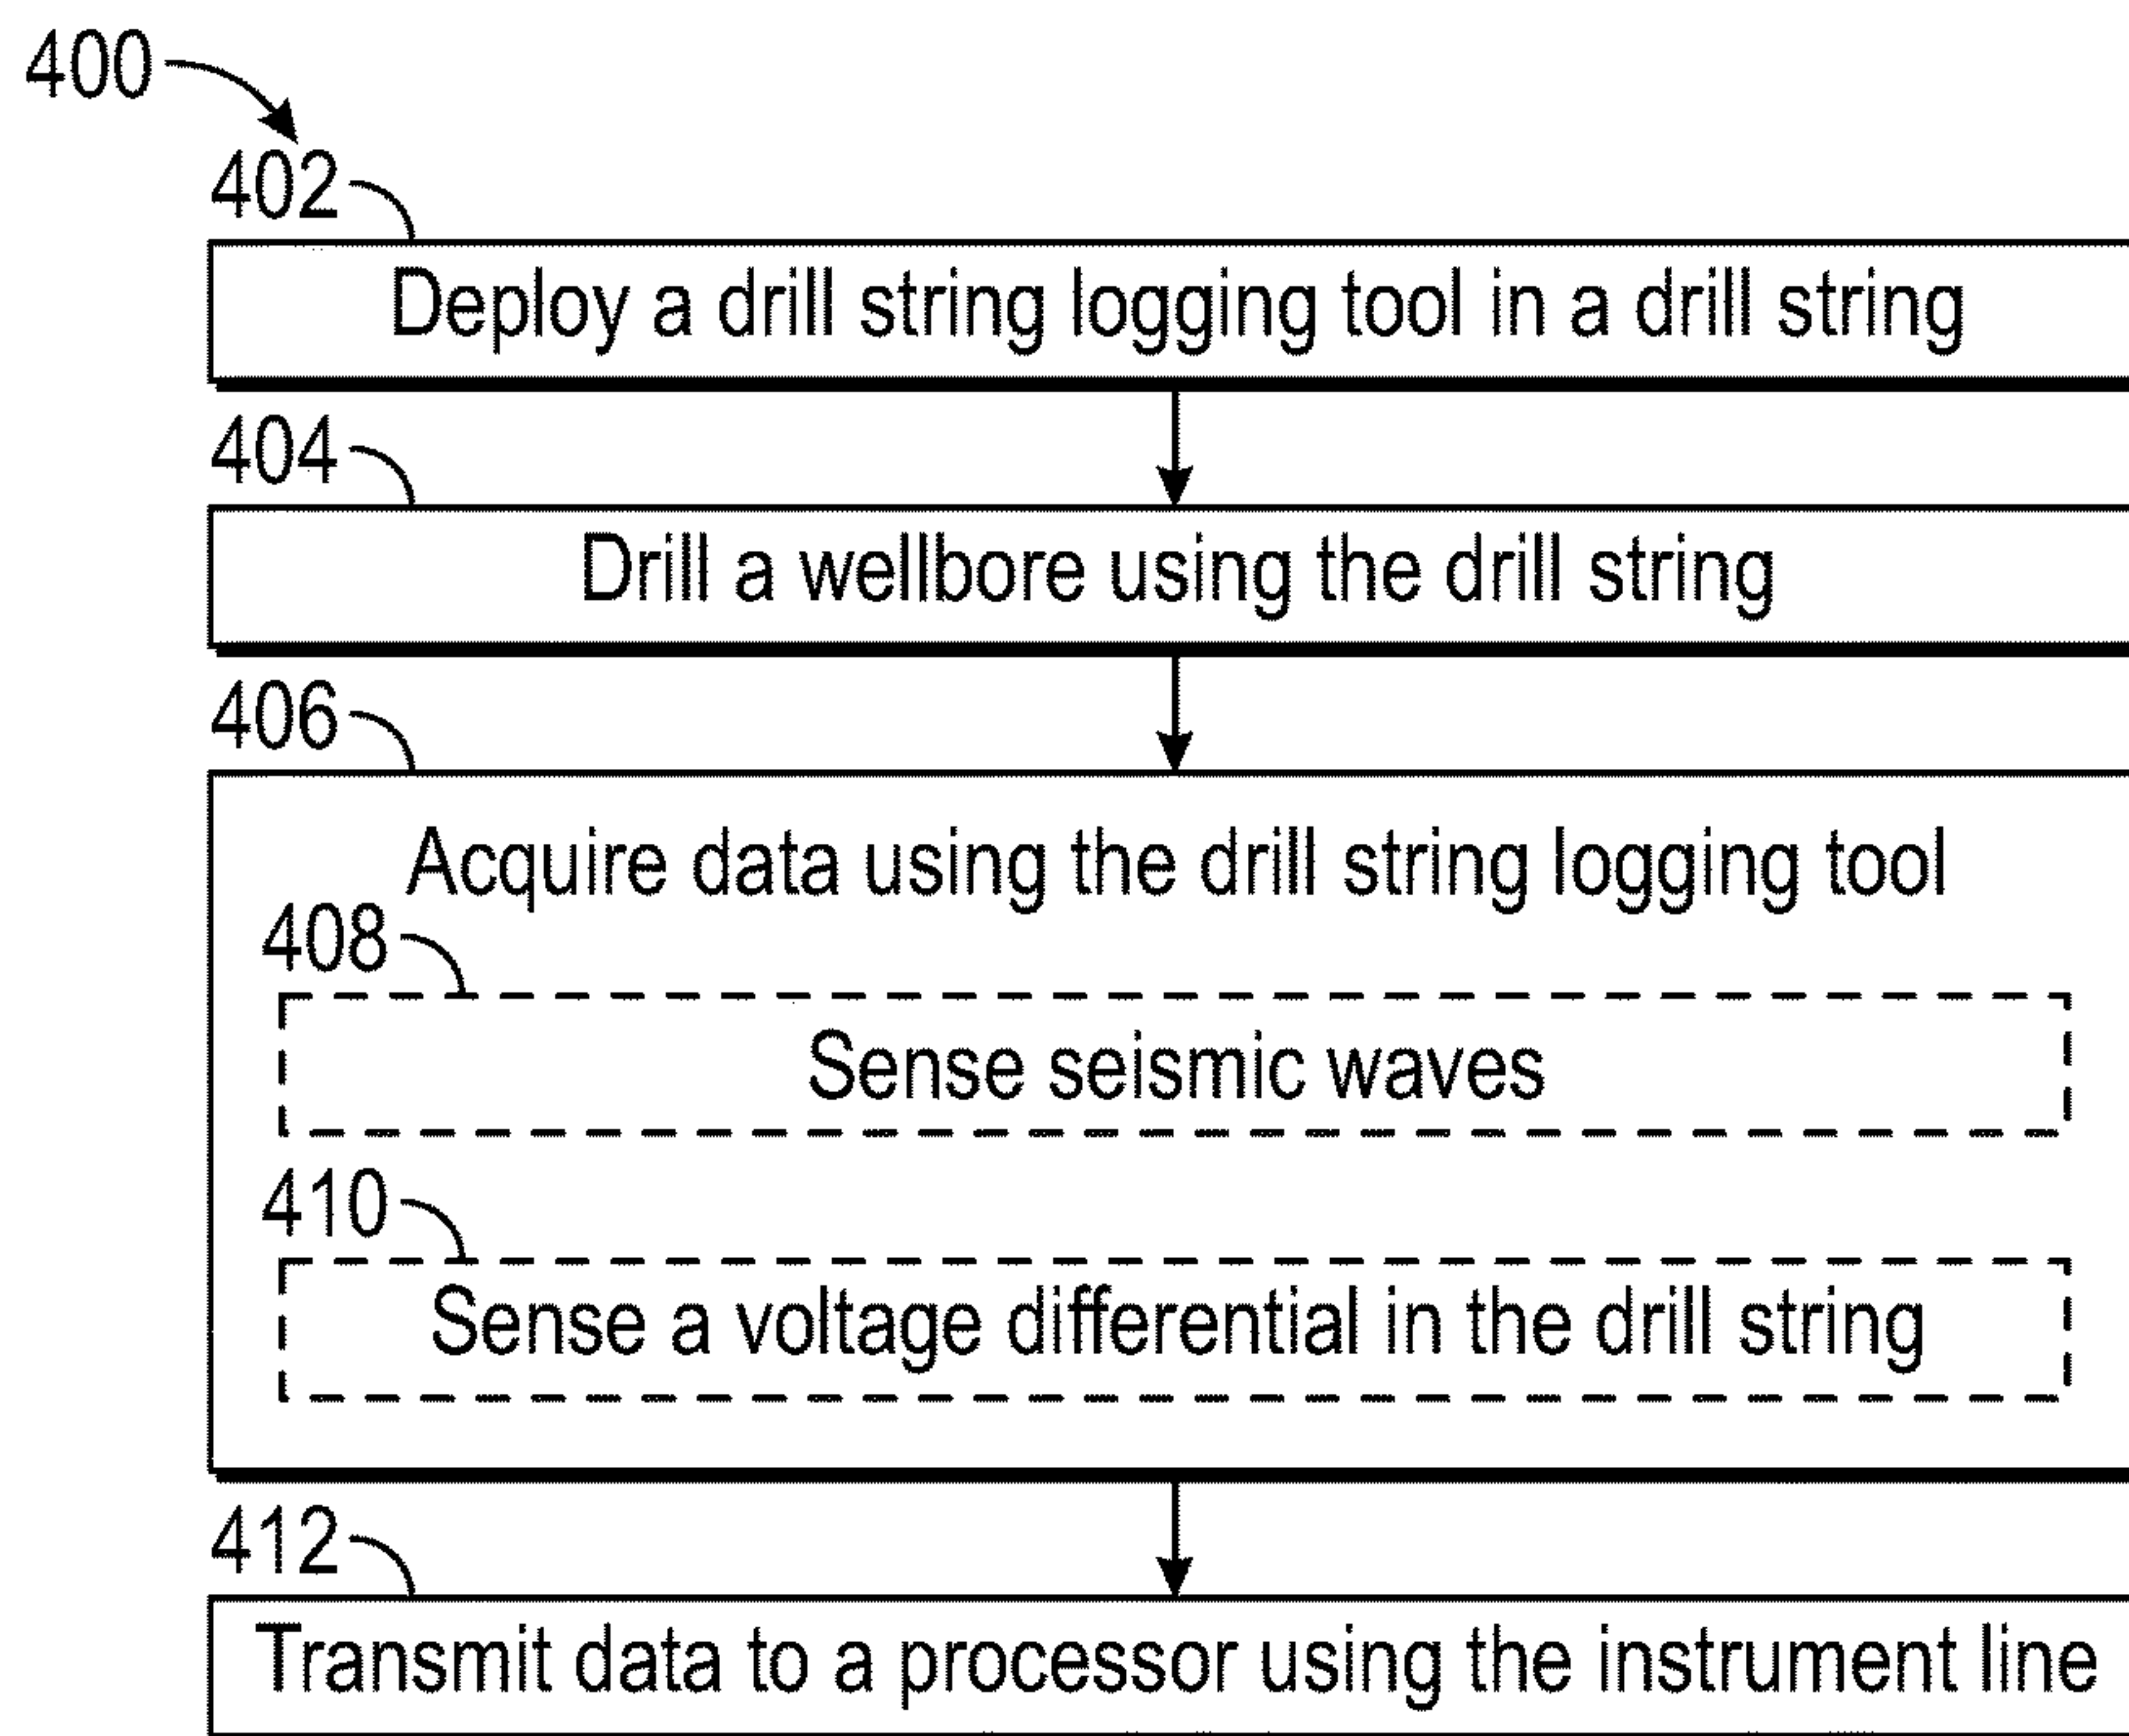 400
402
Deploy a drill string logging tool in a drill string
404
Drill a wellbore using the drill string
406
Acquire data using the drill string logging tool
408
Sense seismic waves
410
Sense a voltage differential in the drill string
412
Transmit data to a processor using the instrument line